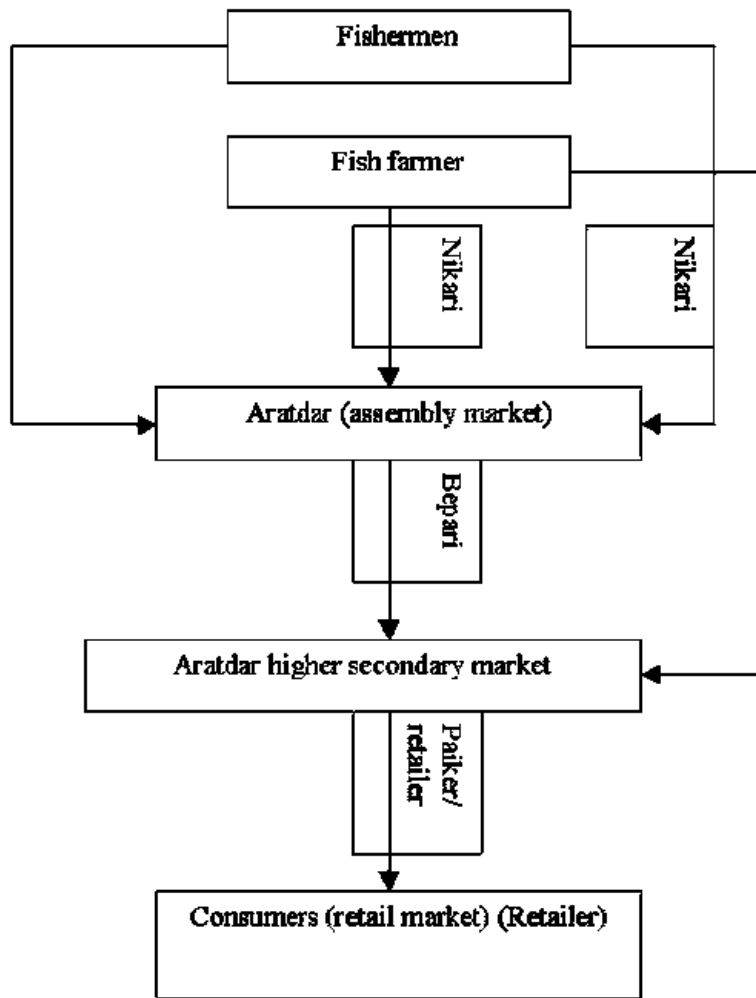 Fishermen
Fish farmer
Nikari
Nikari
Aratdar (assembly market)
Bepari
Aratdar higher secondary market
Paiker/
retailer
Consumers (retail market) (Retailer)